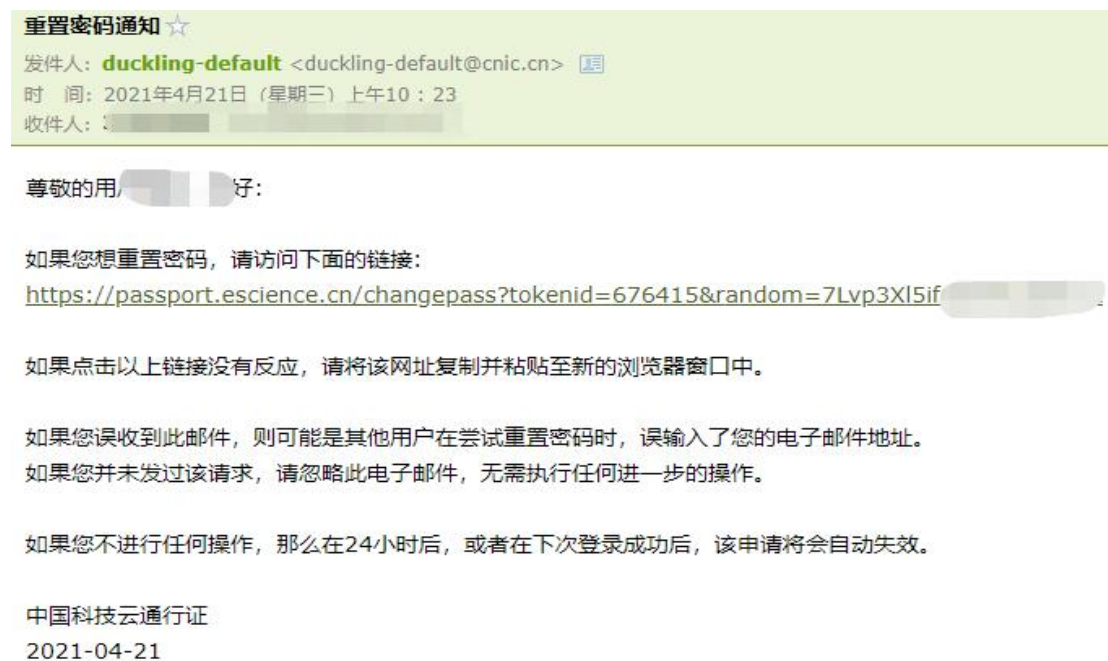 重置密码通知
发件人：duckling-default <duckling-default@cnic.cn>
时 间：2021年4月21日（星期三）上午10：23
收件人：
尊敬的用 好：
如果您想重置密码，请访问下面的链接：
https://passport.escience.cn/changepass?tokenid=676415&random=7Lvp3Xl5if
如果点击以上链接没有反应，请将该网址复制并粘贴至新的浏览器窗口中。
如果您误收到此邮件，则可能是其他用户在尝试重置密码时，误输入了您的电子邮件地址。
如果您并未发过该请求，请忽略此电子邮件，无需执行任何进一步的操作。
如果您不进行任何操作，那么在24小时后，或者在下次登录成功后，该申请将会自动失效。
中国科技云通行证
2021-04-21